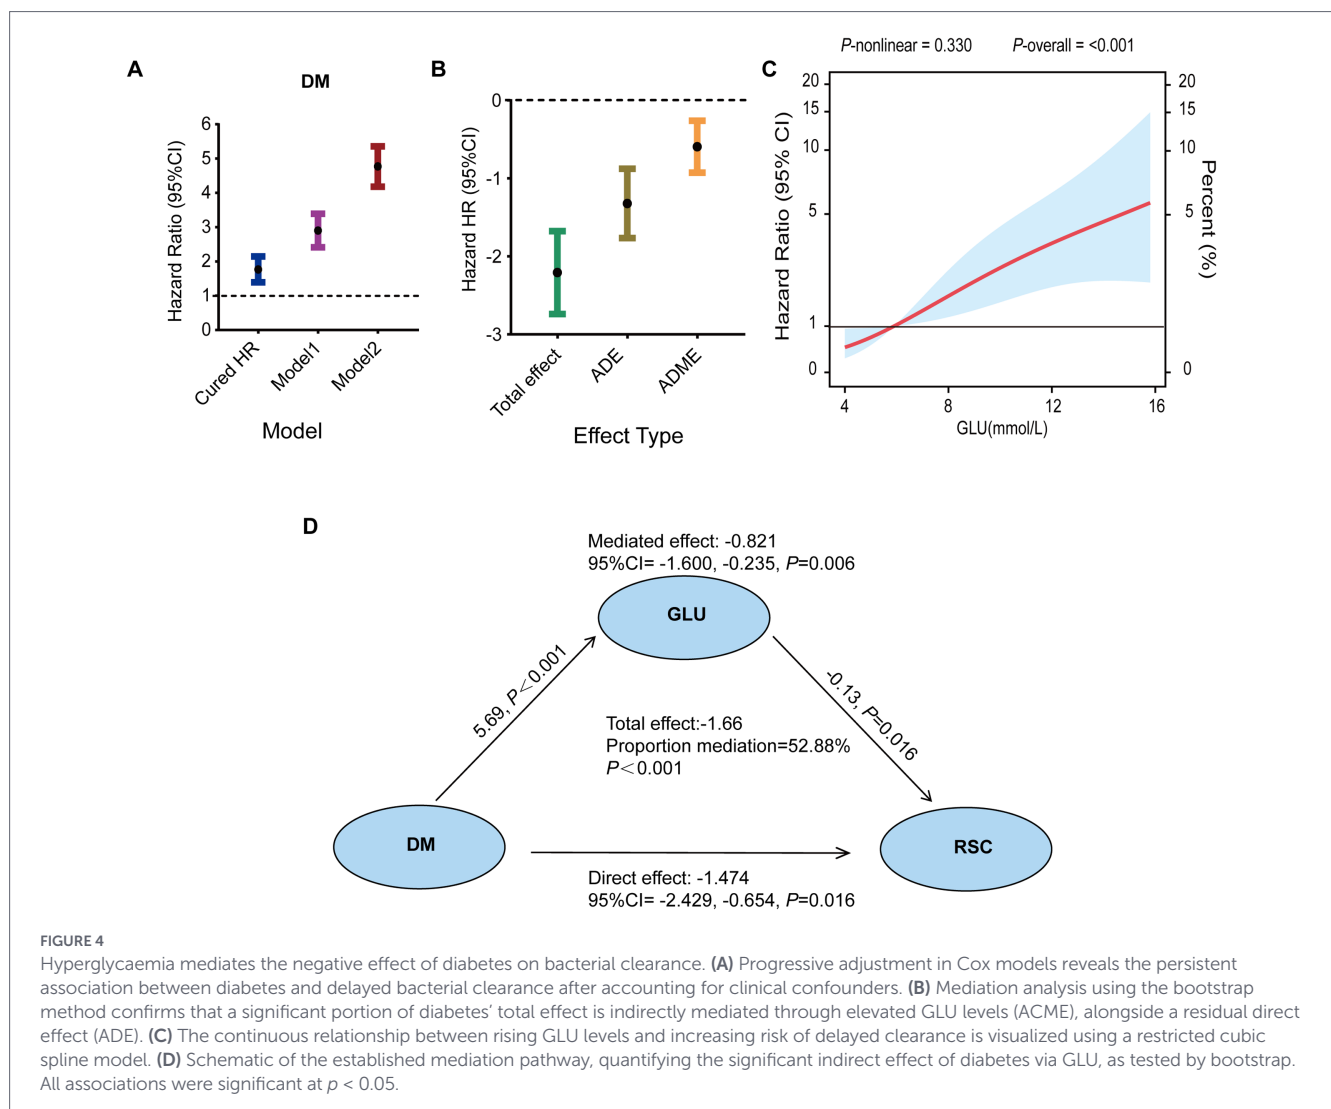 A
DM
Hazard Ratio (95%CI)
6
5
4
3
2
1
0
Cured HR
Model1
Model2
Model
B
Hazard HR (95%CI)
0
-1
-2
-3
Total effect
ADE
ADME
Effect Type
P-nonlinear = 0.330 P-overall = <0.001
C
Hazard Ratio (95% CI)
20
15
10
5
1
0
20
15
10
5
0
Percent (%)
4 8 12 16
GLU(mmol/L)
D
Mediated effect: -0.821
95%CI= -1.600, -0.235, P=0.006
GLU
5.69, P<0.001
-0.13, P=0.016
Total effect:-1.66
Proportion mediation=52.88%
P<0.001
DM
RSC
Direct effect: -1.474
95%CI= -2.429, -0.654, P=0.016
FIGURE 4
Hyperglycaemia mediates the negative effect of diabetes on bacterial clearance. (A) Progressive adjustment in Cox models reveals the persistent
association between diabetes and delayed bacterial clearance after accounting for clinical confounders. (B) Mediation analysis using the bootstrap
method confirms that a significant portion of diabetes' total effect is indirectly mediated through elevated GLU levels (ACME), alongside a residual direct
effect (ADE). (C) The continuous relationship between rising GLU levels and increasing risk of delayed clearance is visualized using a restricted cubic
spline model. (D) Schematic of the established mediation pathway, quantifying the significant indirect effect of diabetes via GLU, as tested by bootstrap.
All associations were significant at p < 0.05.